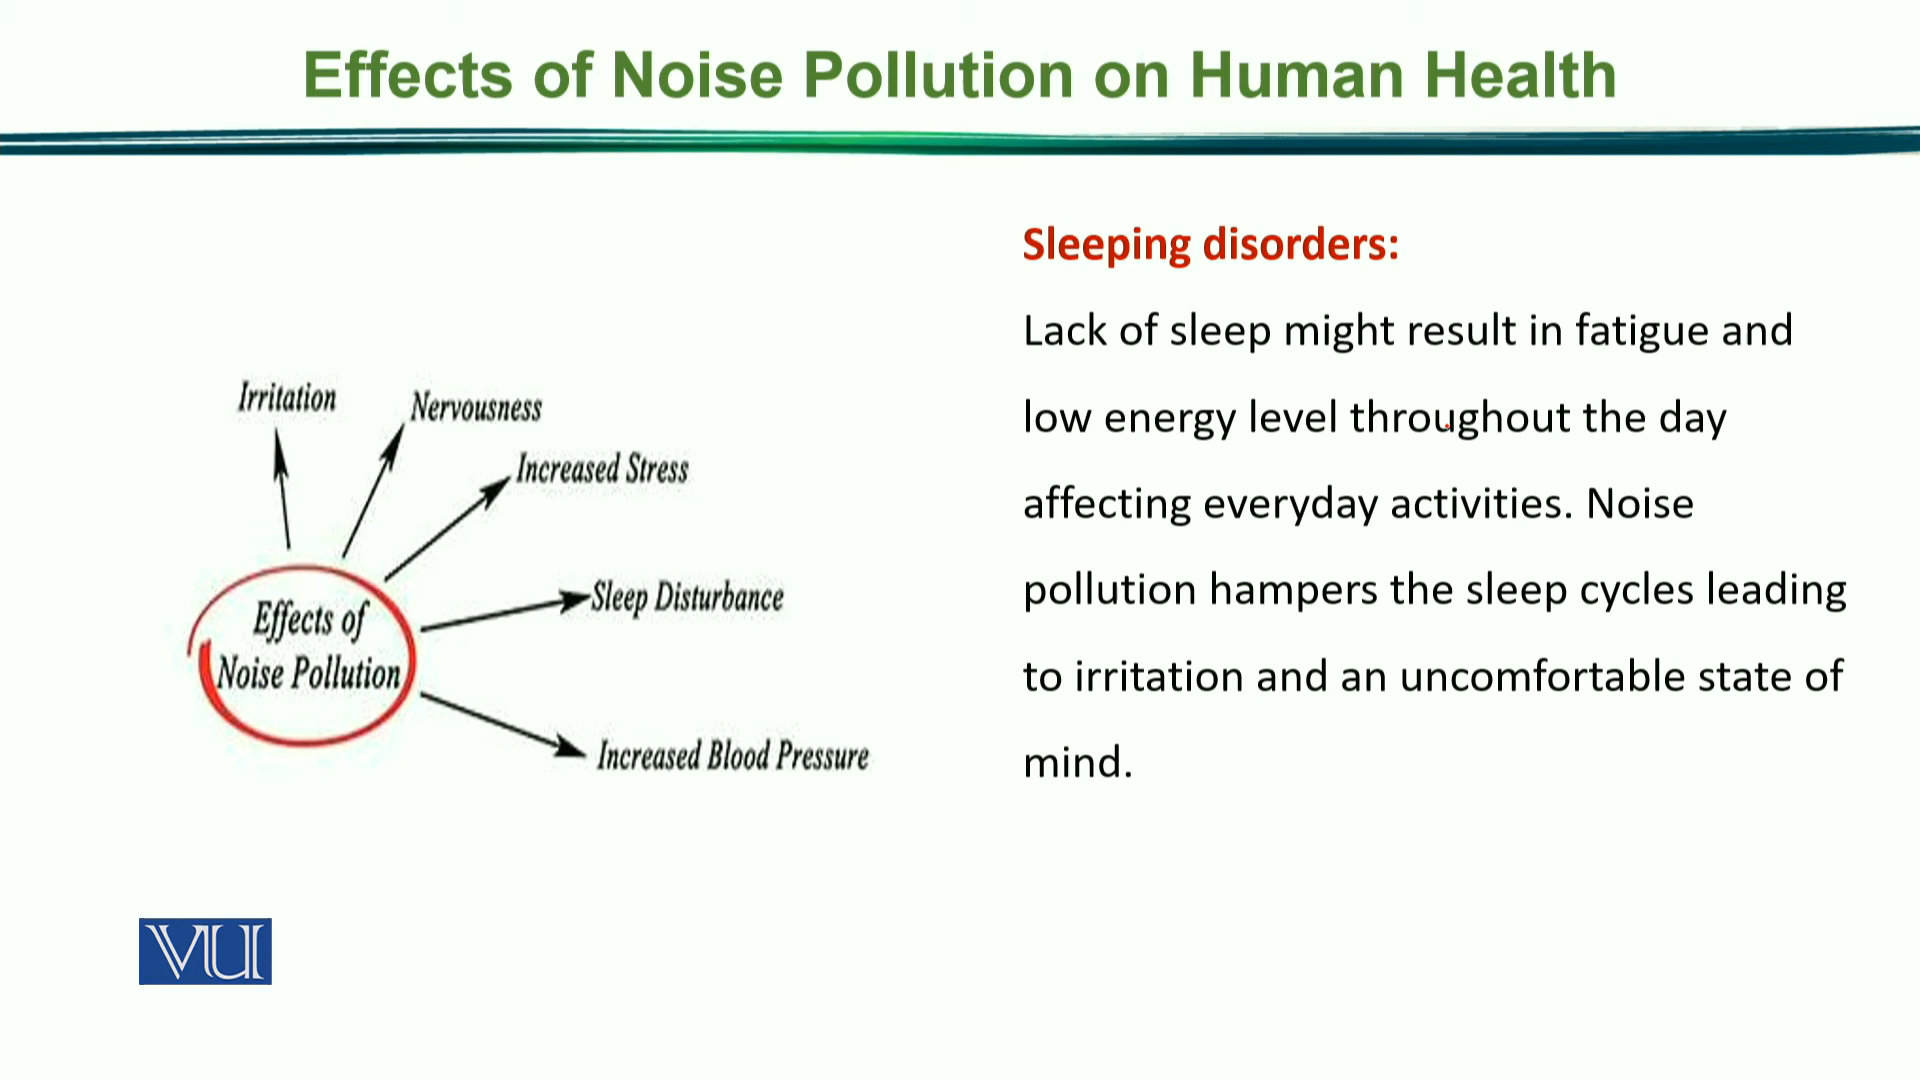 Effects of Noise Pollution on Human Health
Irritation
Nervousness
Increased Stress
Sleep Disturbance
Effects of
Noise Pollution
Increased Blood Pressure
Sleeping disorders:
Lack of sleep might result in fatigue and
low energy level throughout the day
affecting everyday activities. Noise
pollution hampers the sleep cycles leading
to irritation and an uncomfortable state of
mind.
VU